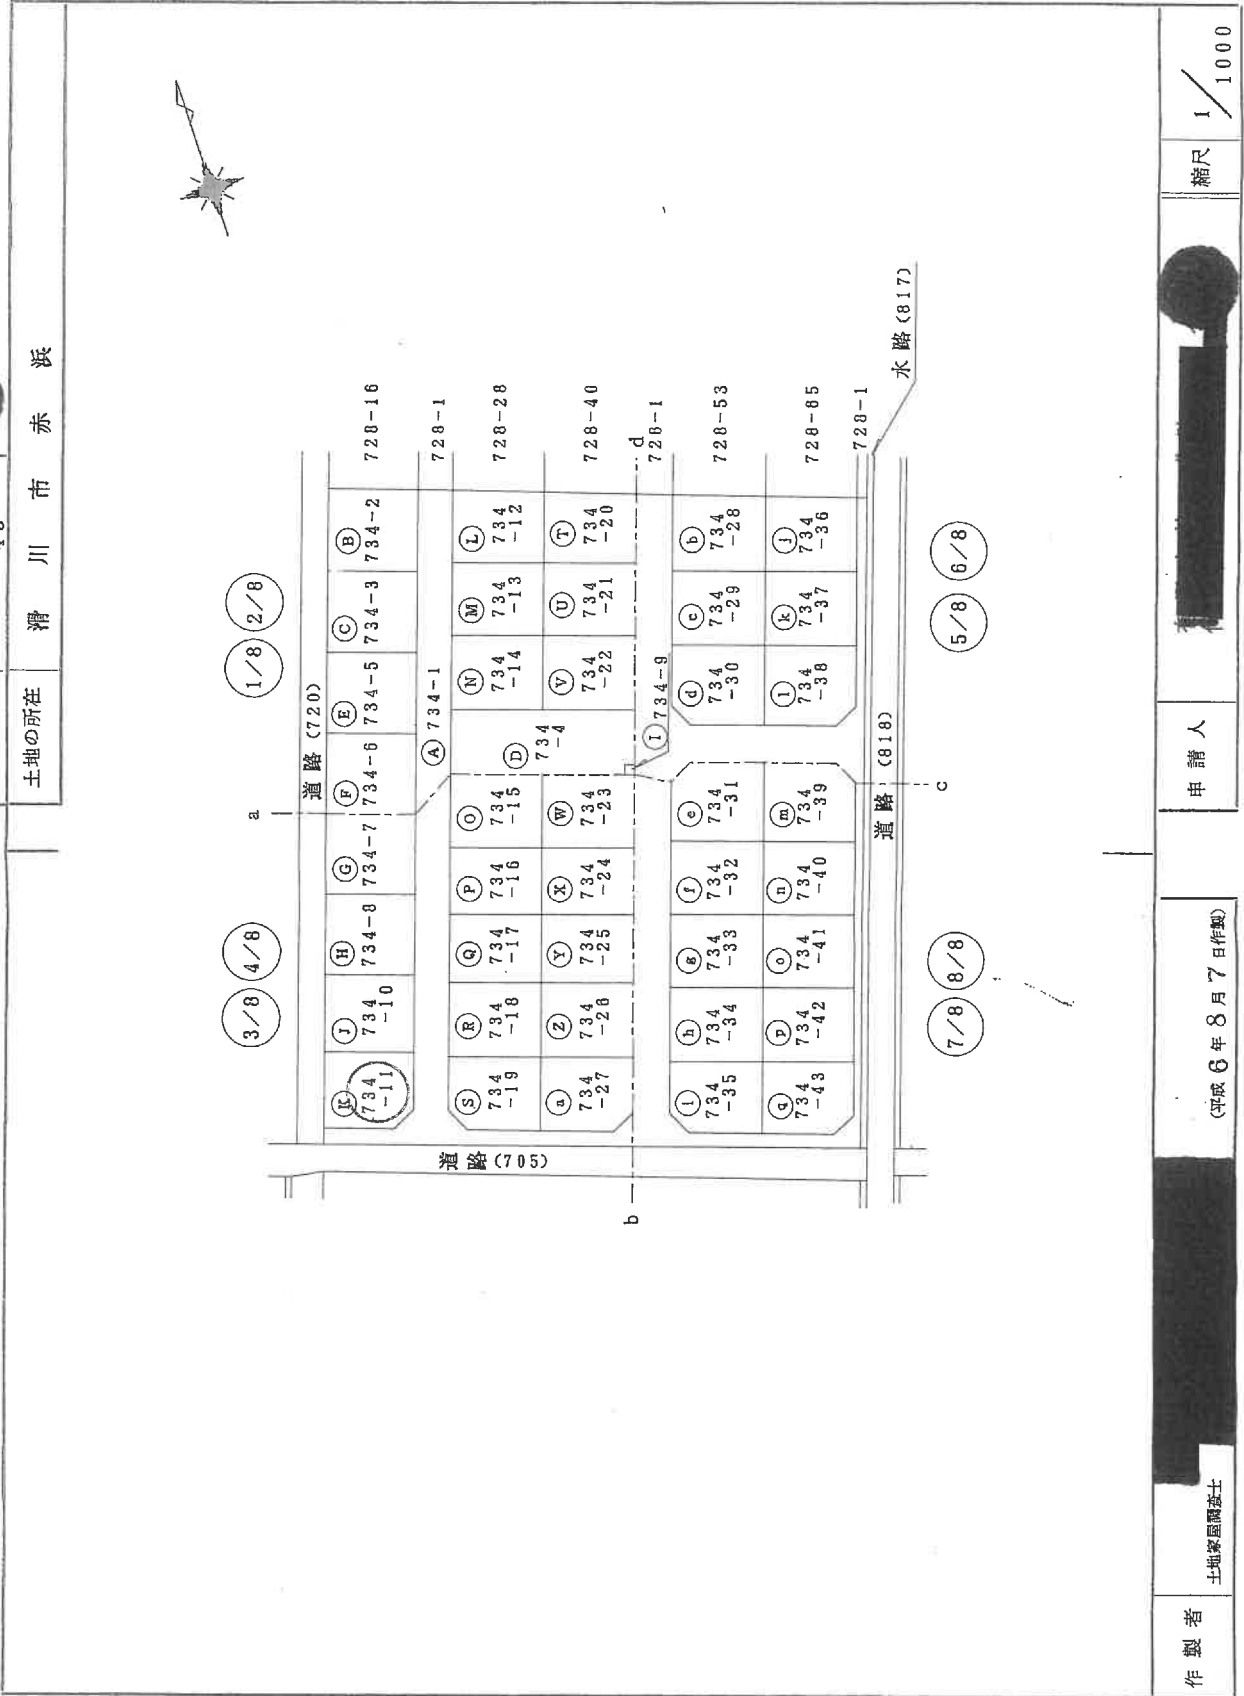 土地の所在
滑川市赤浜
1/8
2/8
3/8
4/8
道路(720)
a
B
734-2
C
734-3
E
734-5
F
734-6
G
734-7
H
734-8
J
734
-10
K
734
-11
728-16
A 734-1
728-1
L
734
-12
M
734
-13
N
734
-14
D
734
-4
O
734
-15
P
734
-16
Q
734
-17
R
734
-18
S
734
-19
728-28
T
734
-20
U
734
-21
V
734
-22
W
734
-23
X
734
-24
Y
734
-25
Z
734
-26
a
734
-27
728-40
d
b
I 734-9
728-1
b
734
-28
c
734
-29
d
734
-30
e
734
-31
f
734
-32
g
734
-33
h
734
-34
i
734
-35
728-53
j
734
-36
k
734
-37
l
734
-38
m
734
-39
n
734
-40
o
734
-41
p
734
-42
q
734
-43
728-65
728-1
水路(817)
道路(818)
c
道路(705)
5/8
6/8
7/8
8/8
作製者
土地家屋調査士
(平成6年8月7日作製)
申請人
縮尺
1/1000